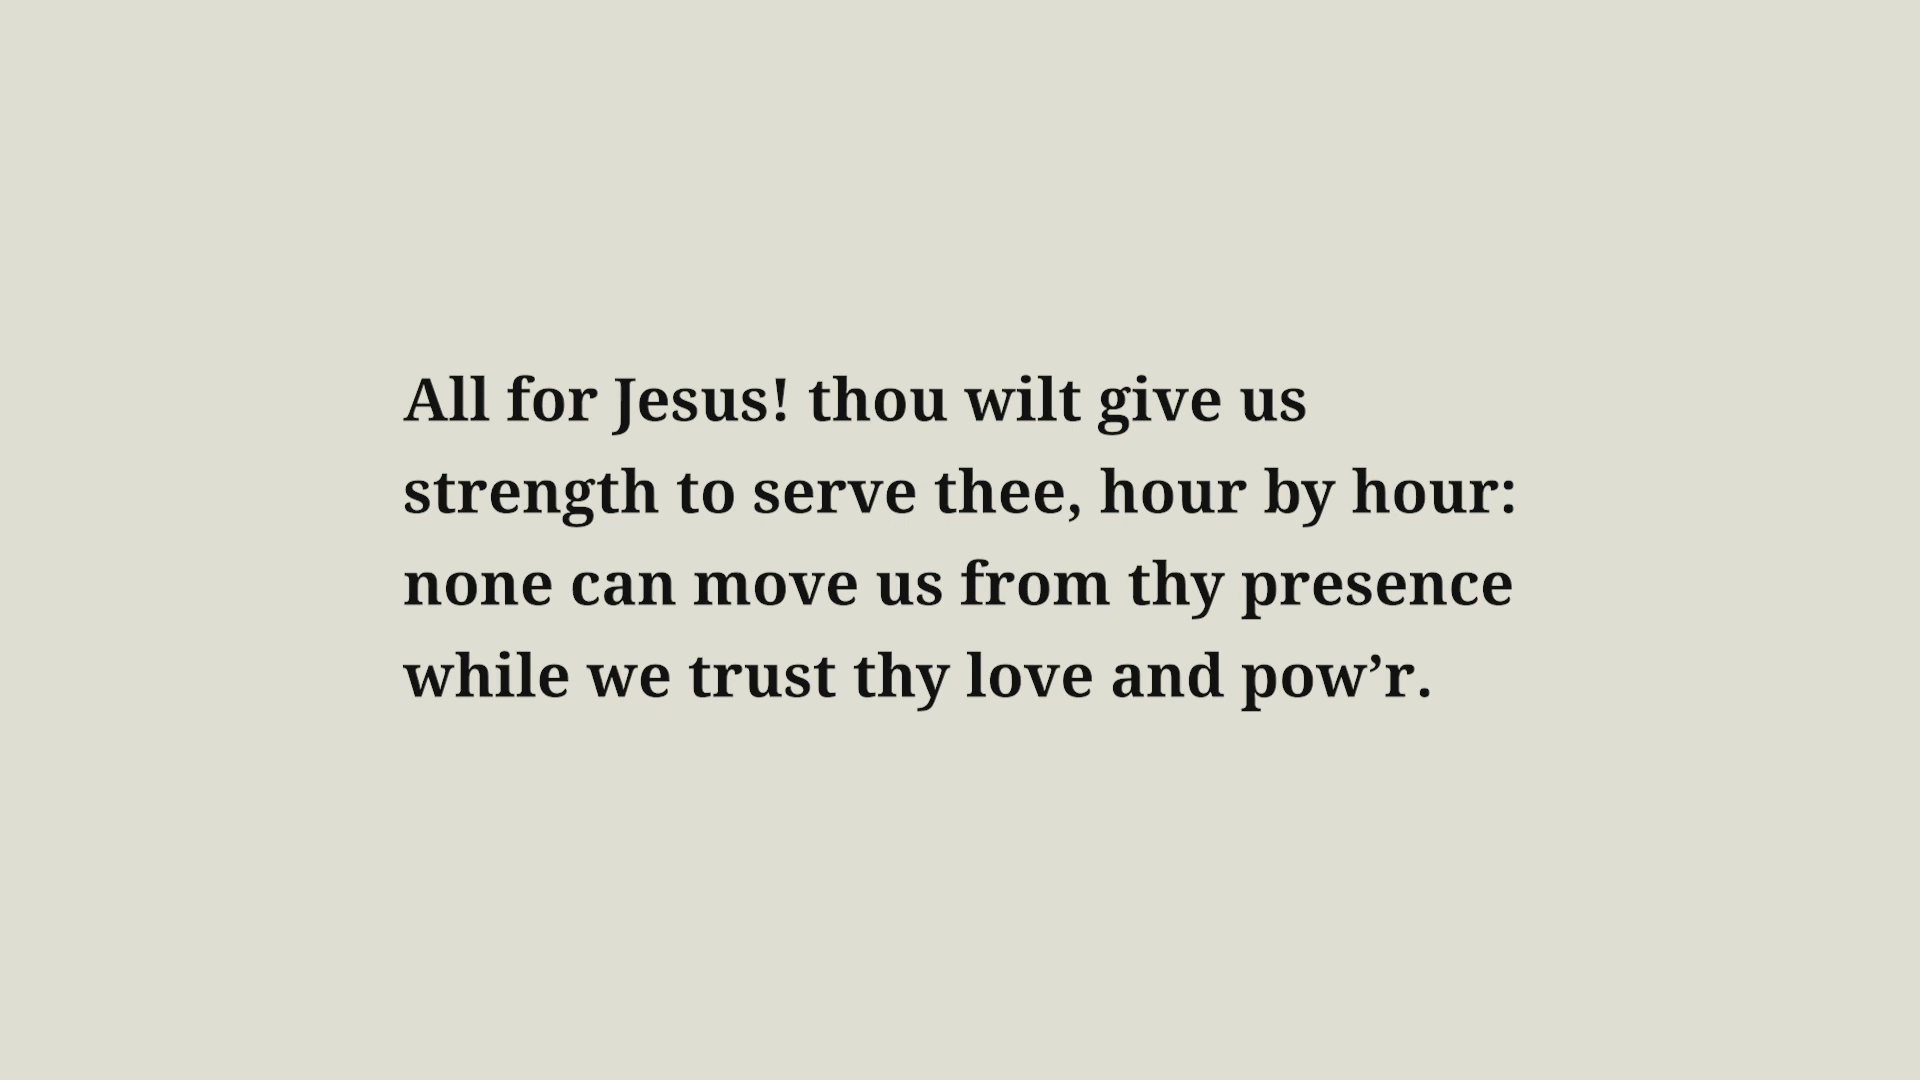 All for Jesus! thou wilt give us
strength to serve thee, hour by hour:
none can move us from thy presence
while we trust thy love and pow’r.